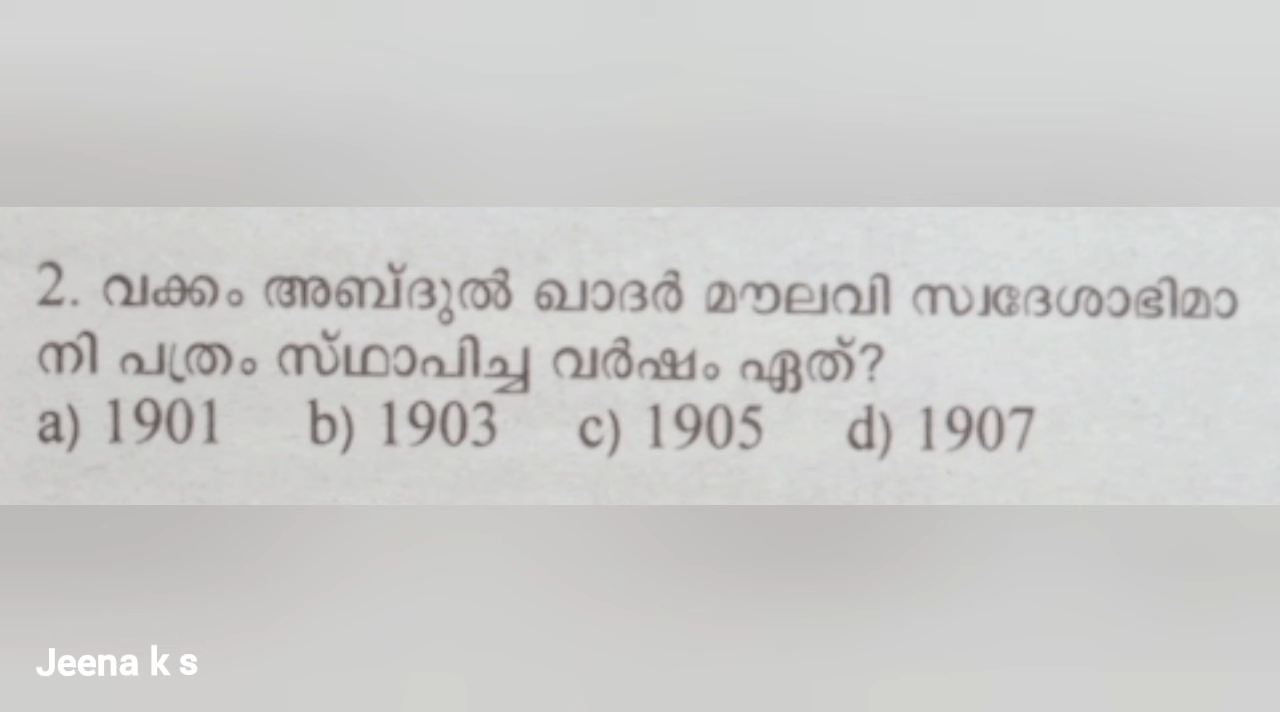 2. വക്കം അബ്ദുൽ ഖാദർ മൗലവി സ്വദേശാഭിമാ
നി പത്രം സ്ഥാപിച്ച വർഷം ഏത്?
a) 1901 b) 1903 c) 1905 d) 1907
Jeena k s